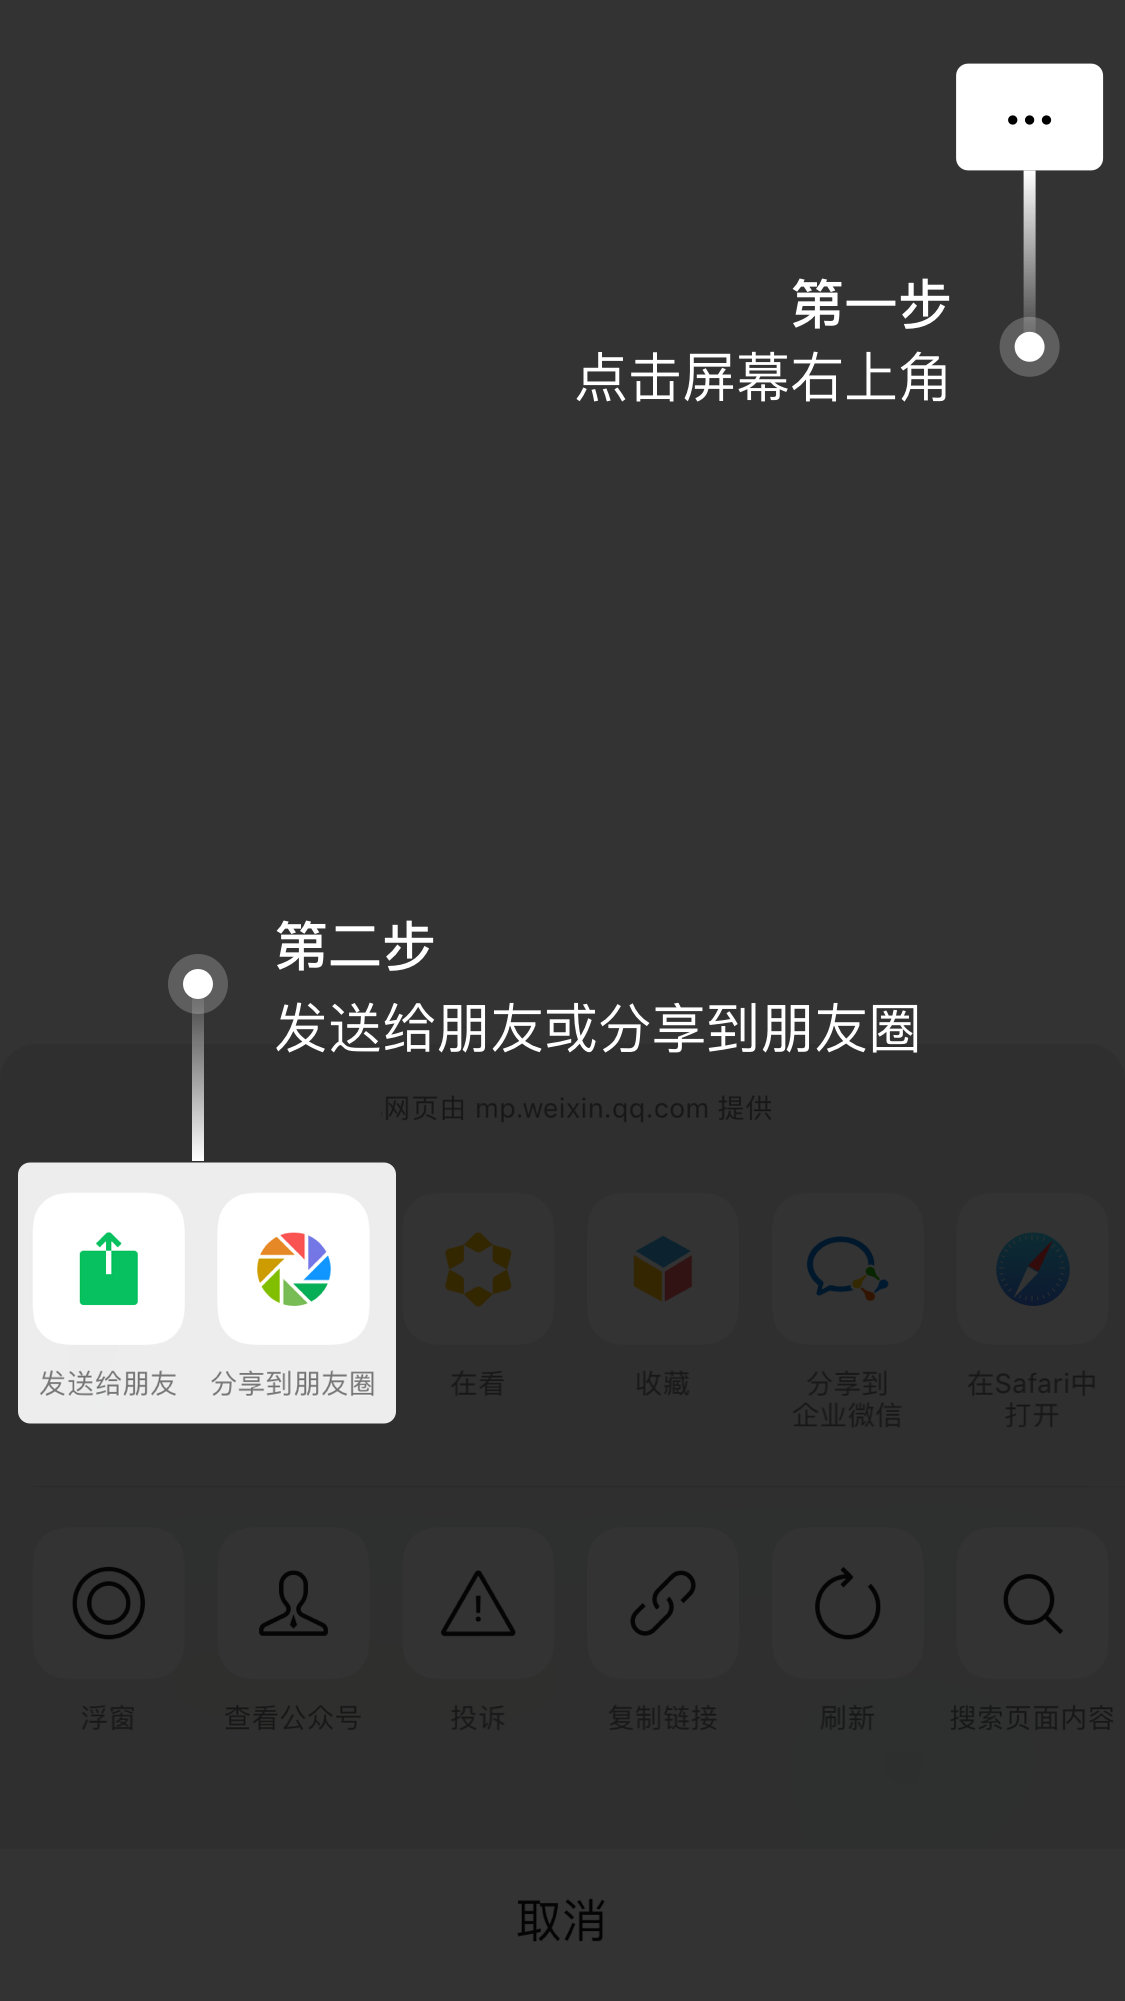 第一步
点击屏幕右上角
第二步
发送给朋友或分享到朋友圈
网页由 mp.weixin.qq.com 提供
发送给朋友
分享到朋友圈
在看
收藏
分享到
企业微信
在Safari中
打开
浮窗
查看公众号
投诉
复制链接
刷新
搜索页面内容
取消